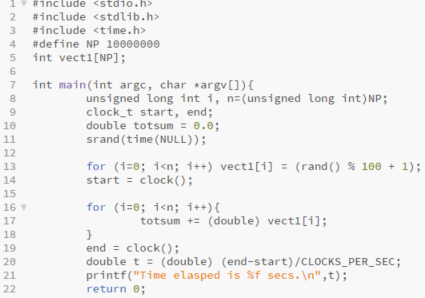 1 #include <stdio.h>
2 #include <stdlib.h>
3 #include <time.h>
4 #define NP 10000000
5 int vect1[NP];
6
7 int main(int argc, char *argv[]){
8 unsigned long int i, n=(unsigned long int)NP;
9 clock_t start, end;
10 double totsum = 0.0;
11 srand(time(NULL));
12
13 for (i=0; i<n; i++) vect1[i] = (rand() % 100 + 1);
14 start = clock();
15
16 for (i=0; i<n; i++){
17 totsum += (double) vect1[i];
18 }
19 end = clock();
20 double t = (double) (end-start)/CLOCKS_PER_SEC;
21 printf("Time elasped is %f secs.\n",t);
22 return 0;